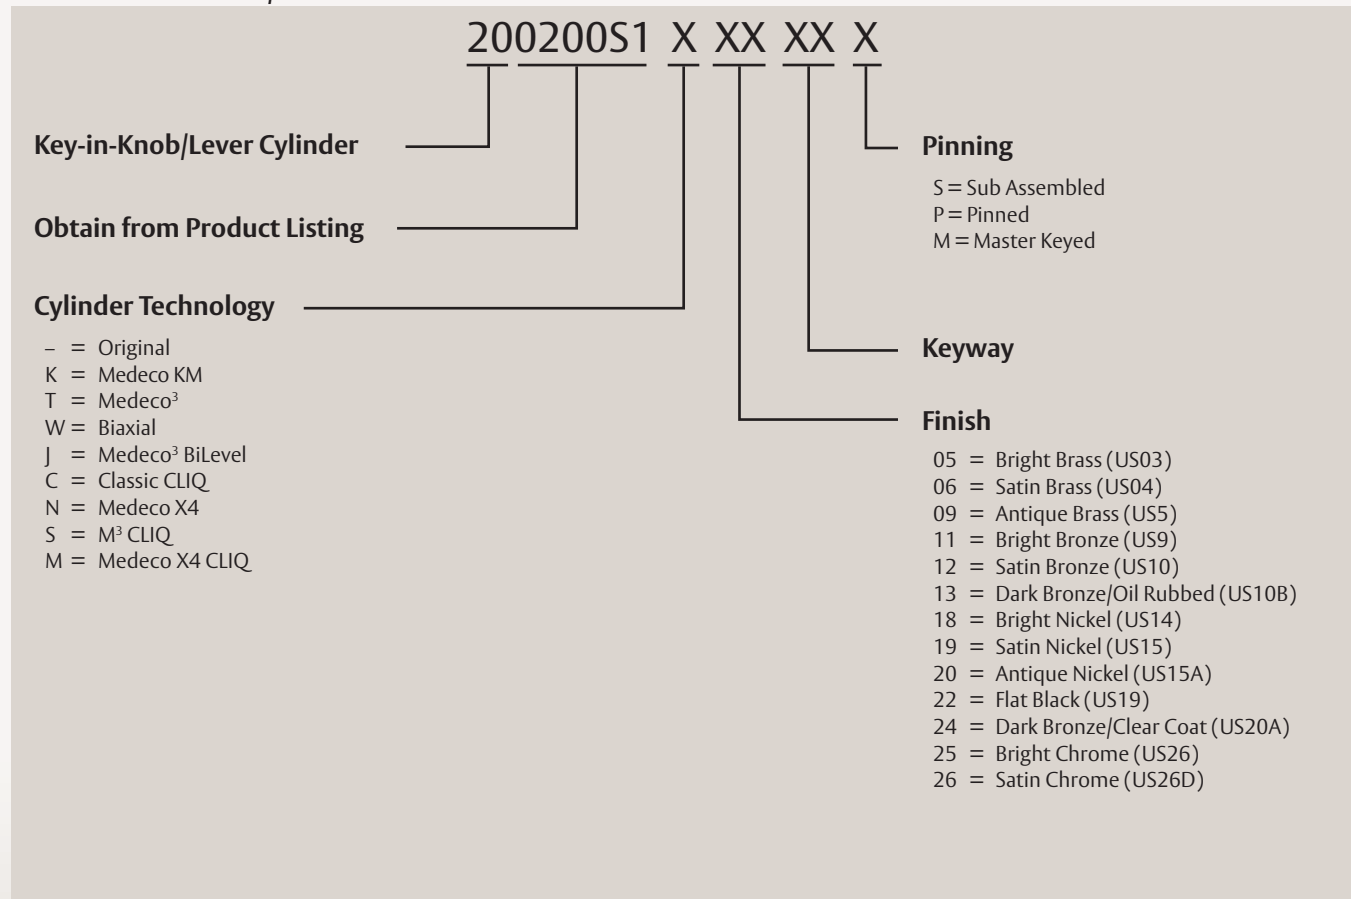 200200S1 X XX XX X
Key-in-Knob/Lever Cylinder
Obtain from Product Listing
Cylinder Technology
– = Original
K = Medeco KM
T = Medeco³
W = Biaxial
J = Medeco³ BiLevel
C = Classic CLIQ
N = Medeco X4
S = M³ CLIQ
M = Medeco X4 CLIQ
Pinning
S = Sub Assembled
P = Pinned
M = Master Keyed
Keyway
Finish
05 = Bright Brass (US03)
06 = Satin Brass (US04)
09 = Antique Brass (US5)
11 = Bright Bronze (US9)
12 = Satin Bronze (US10)
13 = Dark Bronze/Oil Rubbed (US10B)
18 = Bright Nickel (US14)
19 = Satin Nickel (US15)
20 = Antique Nickel (US15A)
22 = Flat Black (US19)
24 = Dark Bronze/Clear Coat (US20A)
25 = Bright Chrome (US26)
26 = Satin Chrome (US26D)